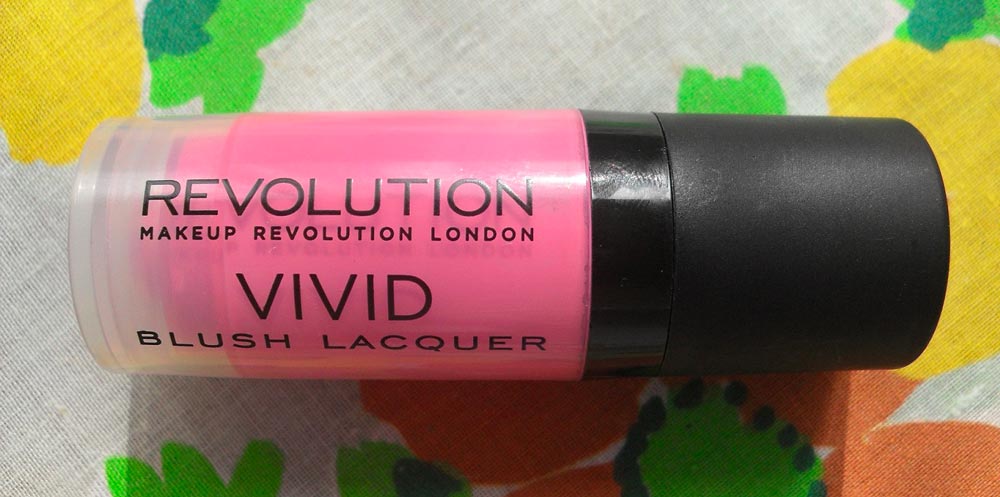 REVOLUTION
MAKEUP REVOLUTION LONDON
VIVID
BLUSH LACQUER